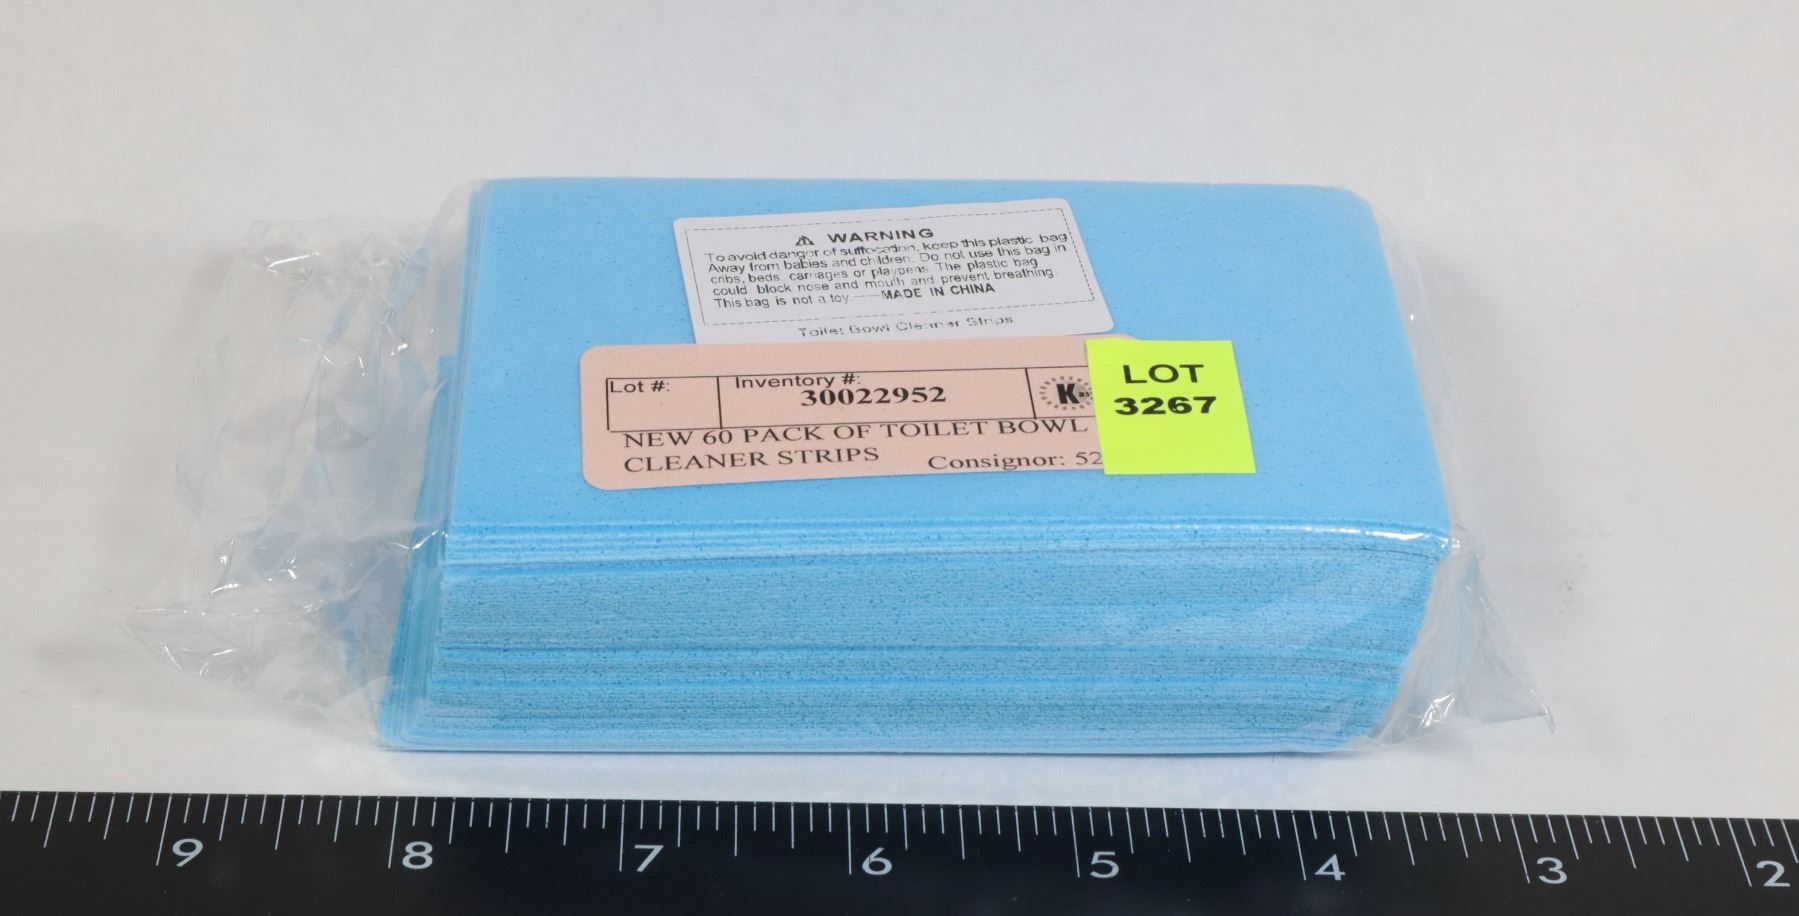 WARNING
To avoid danger of suffocation, keep this plastic bag
Away from babies and children. Do not use this bag in
cribs, beds, carriages or playpens. The plastic bag
could block nose and mouth and prevent breathing.
This bag is not a toy.——MADE IN CHINA
Toilet Bowl Cleaner Strips
Lot #:
Inventory #:
30022952
Kas
LOT
3267
NEW 60 PACK OF TOILET BOWL
CLEANER STRIPS
Consignor: 52
9 8 7 6 5 4 3 2